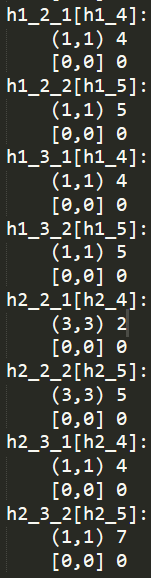 h1_2_1[h1_4]:
    (1,1) 4
    [0,0] 0
h1_2_2[h1_5]:
    (1,1) 5
    [0,0] 0
h1_3_1[h1_4]:
    (1,1) 4
    [0,0] 0
h1_3_2[h1_5]:
    (1,1) 5
    [0,0] 0
h2_2_1[h2_4]:
    (3,3) 2
    [0,0] 0
h2_2_2[h2_5]:
    (3,3) 5
    [0,0] 0
h2_3_1[h2_4]:
    (1,1) 4
    [0,0] 0
h2_3_2[h2_5]:
    (1,1) 7
    [0,0] 0